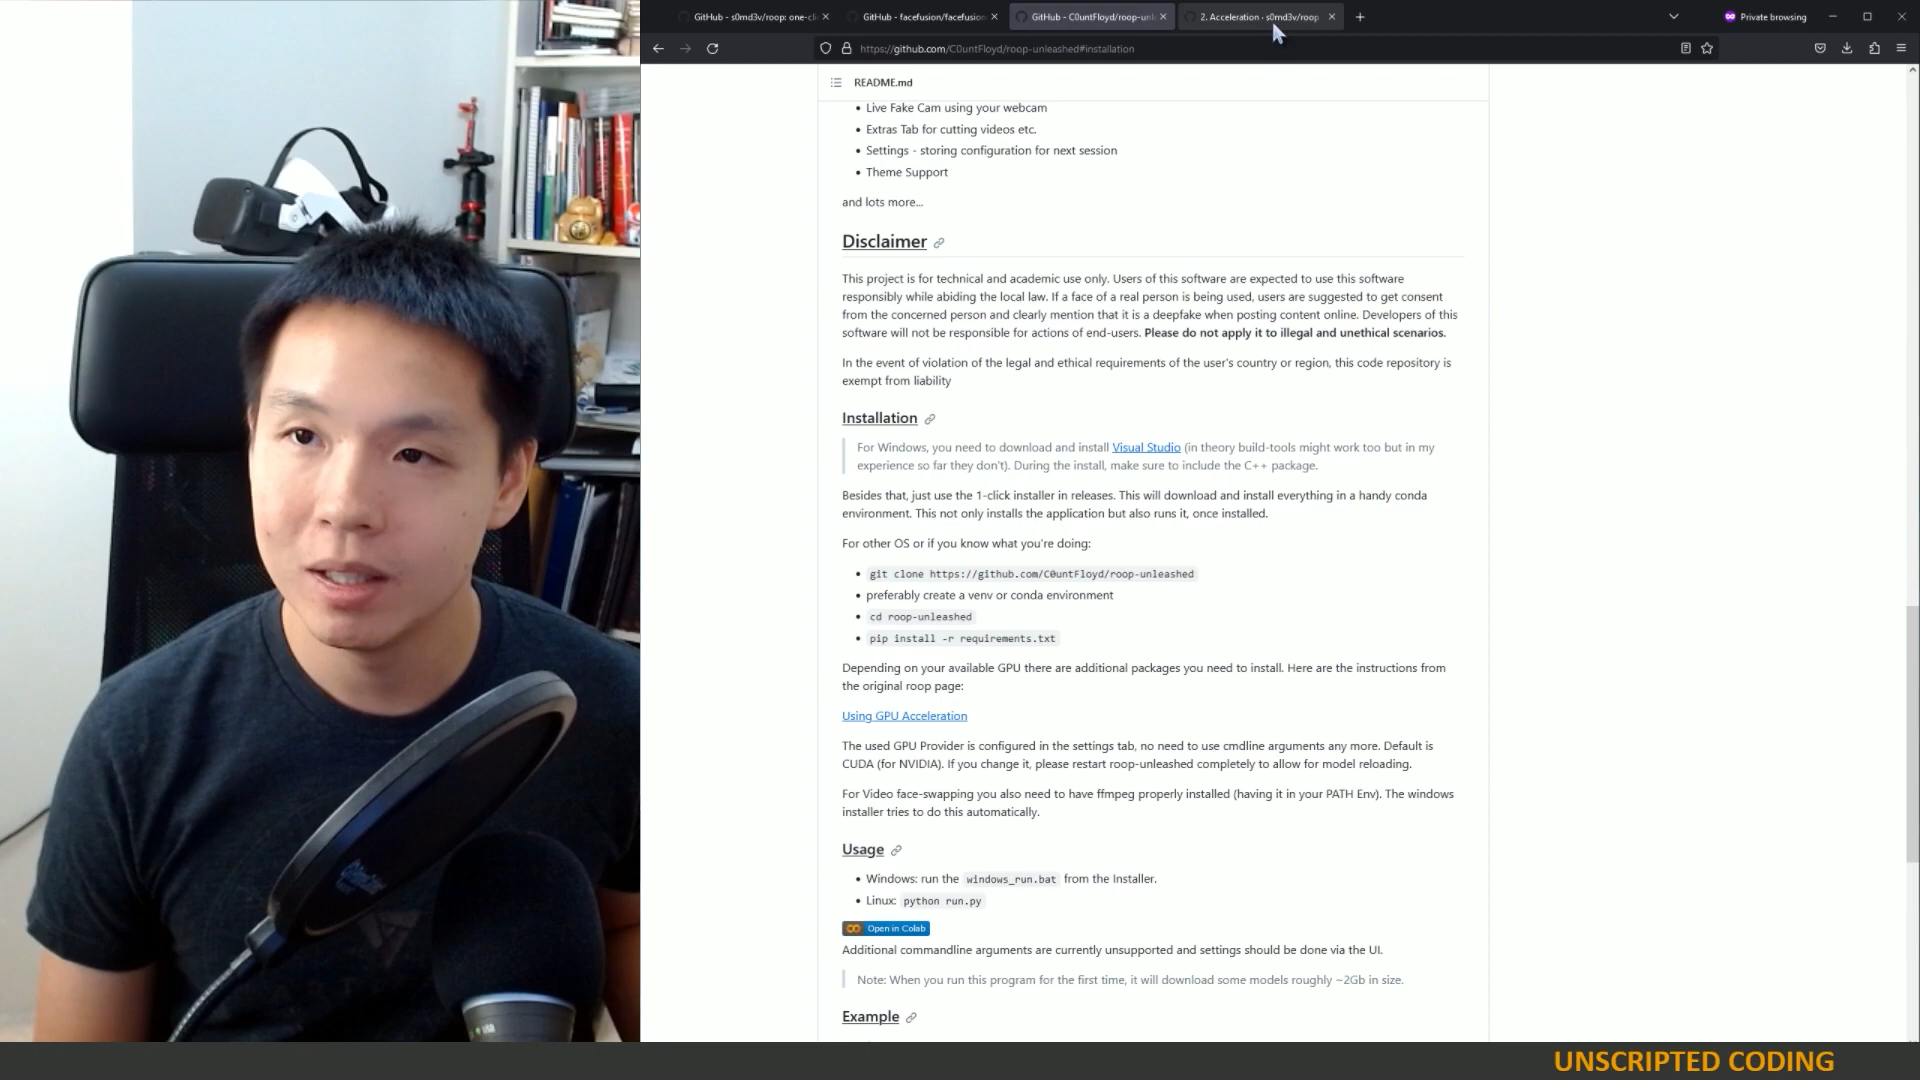 GitHub - s0md3v/roop: one-cli
GitHub - facefusion/facefusion
GitHub - C0untFloyd/roop-unl
2. Acceleration · s0md3v/roop
Private browsing
https://github.com/C0untFloyd/roop-unleashed#installation
README.md
• Live Fake Cam using your webcam
• Extras Tab for cutting videos etc.
• Settings - storing configuration for next session
• Theme Support
and lots more...
Disclaimer
This project is for technical and academic use only. Users of this software are expected to use this software
responsibly while abiding the local law. If a face of a real person is being used, users are suggested to get consent
from the concerned person and clearly mention that it is a deepfake when posting content online. Developers of this
software will not be responsible for actions of end-users. Please do not apply it to illegal and unethical scenarios.
In the event of violation of the legal and ethical requirements of the user's country or region, this code repository is
exempt from liability
Installation
For Windows, you need to download and install Visual Studio (in theory build-tools might work too but in my
experience so far they don't). During the install, make sure to include the C++ package.
Besides that, just use the 1-click installer in releases. This will download and install everything in a handy conda
environment. This not only installs the application but also runs it, once installed.
For other OS or if you know what you're doing:
• git clone https://github.com/C0untFloyd/roop-unleashed
• preferably create a venv or conda environment
• cd roop-unleashed
• pip install -r requirements.txt
Depending on your available GPU there are additional packages you need to install. Here are the instructions from
the original roop page:
Using GPU Acceleration
The used GPU Provider is configured in the settings tab, no need to use cmdline arguments any more. Default is
CUDA (for NVIDIA). If you change it, please restart roop-unleashed completely to allow for model reloading.
For Video face-swapping you also need to have ffmpeg properly installed (having it in your PATH Env). The windows
installer tries to do this automatically.
Usage
• Windows: run the windows_run.bat from the Installer.
• Linux: python run.py
Open in Colab
Additional commandline arguments are currently unsupported and settings should be done via the UI.
Note: When you run this program for the first time, it will download some models roughly ~2Gb in size.
Example
UNSCRIPTED CODING